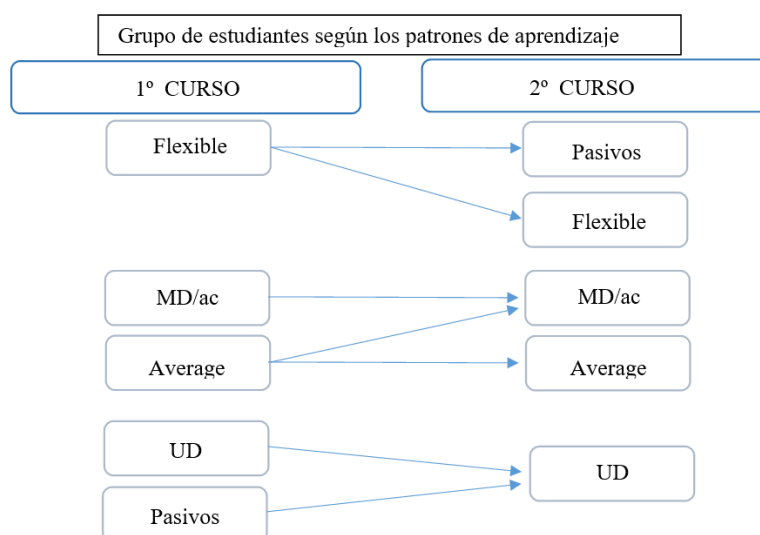 Grupo de estudiantes según los patrones de aprendizaje
1º CURSO
2º CURSO
Flexible
Pasivos
Flexible
MD/ac
MD/ac
Average
Average
UD
UD
Pasivos